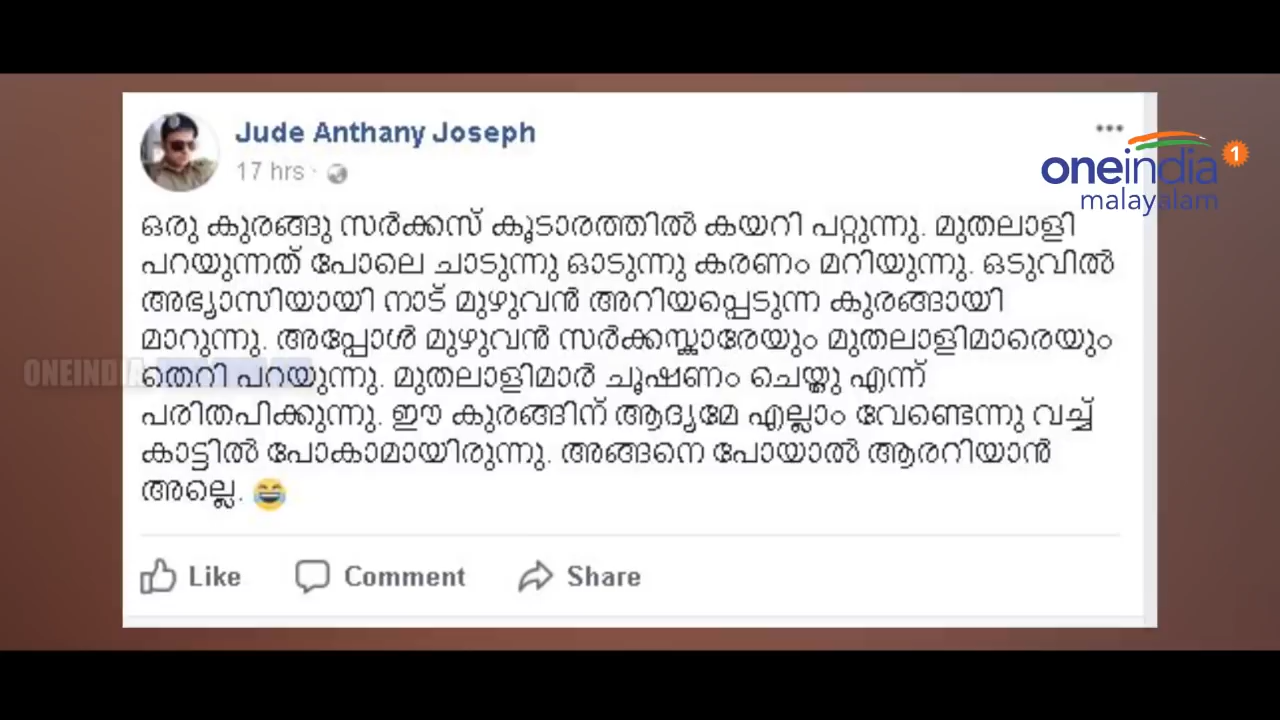 Jude Anthany Joseph
17 hrs ·
oneindia 1
malayalam
ഒരു കുരങ്ങു സർക്കസ് കൂടാരത്തിൽ കയറി പറ്റുന്നു. മുതലാളി
പറയുന്നത് പോലെ ചാടുന്നു ഓടുന്നു കരണം മറിയുന്നു. ഒടുവിൽ
അഭ്യാസിയായി നാട് മുഴുവൻ അറിയപ്പെടുന്ന കുരങ്ങായി
മാറുന്നു. അപ്പോൾ മുഴുവൻ സർക്കസ്കാരേയും മുതലാളിമാരെയും
ONEINDIA
തെറി പറയുന്നു. മുതലാളിമാർ ചൂഷണം ചെയ്തു എന്ന്
പരിതപിക്കുന്നു. ഈ കുരങ്ങിന് ആദ്യമേ എല്ലാം വേണ്ടെന്നു വച്ച്
കാട്ടിൽ പോകാമായിരുന്നു. അങ്ങനെ പോയാൽ ആരറിയാൻ
അല്ലെ. 😂
Like Comment Share